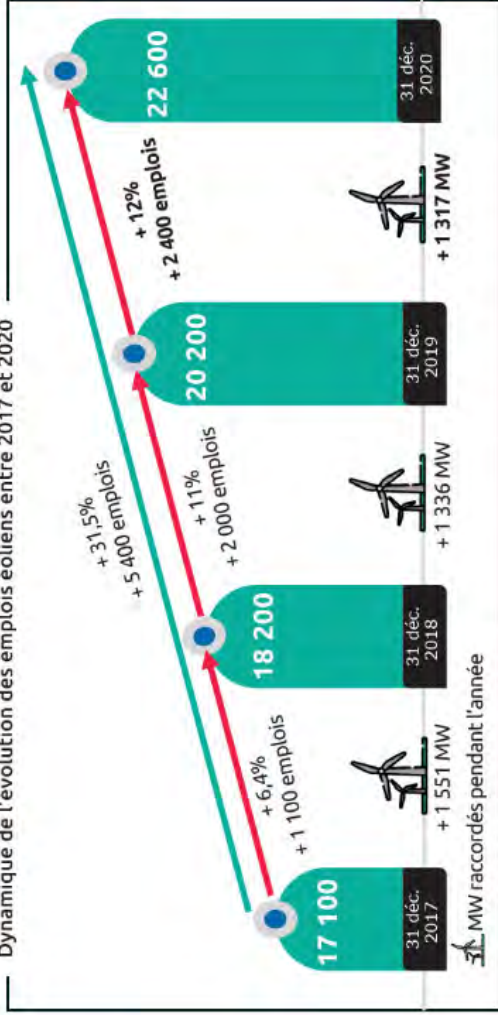 Dynamique de l'évolution des emplois éoliens entre 2017 et 2020
+ 31,5%
+ 5 400 emplois
+ 6,4%
+ 1 100 emplois
+ 11%
+ 2 000 emplois
+ 12%
+ 2 400 emplois
17 100
18 200
20 200
22 600
31 déc.
2017
+ 1 551 MW
31 déc.
2018
+ 1 336 MW
31 déc.
2019
+ 1 317 MW
31 déc.
2020
MW raccordés pendant l'année